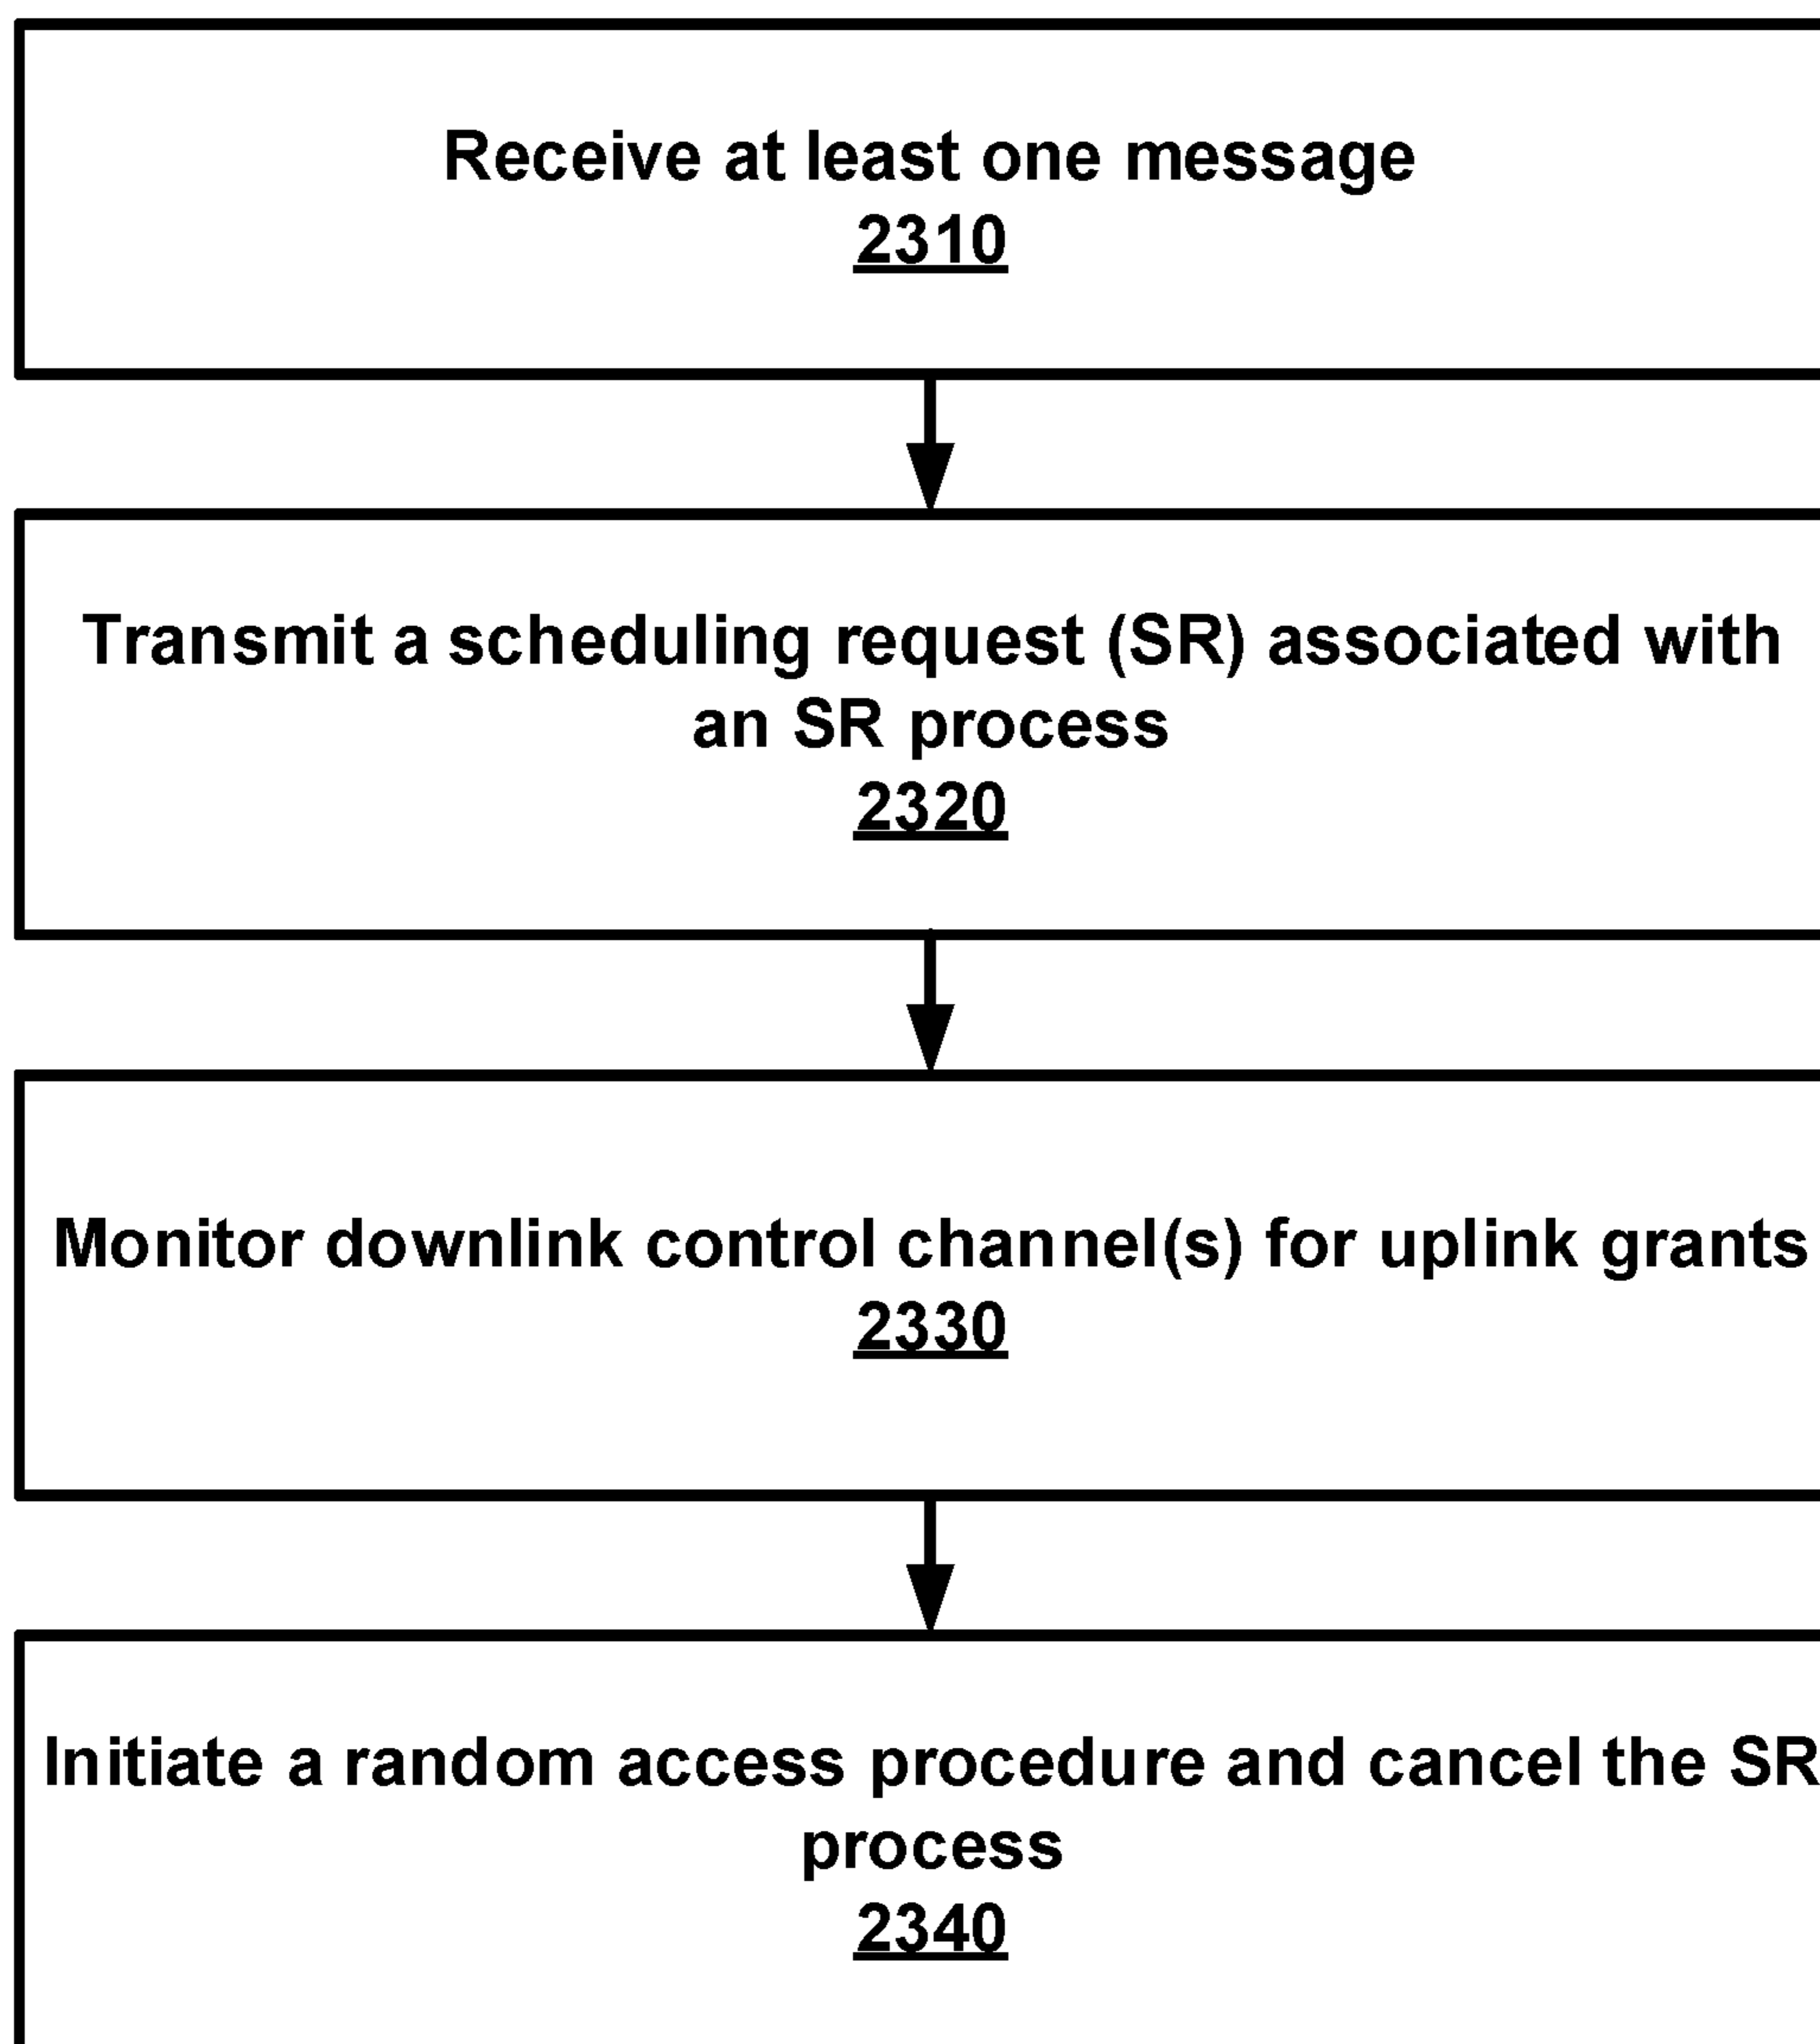 Receive at least one message
2310
Transmit a scheduling request (SR) associated with
an SR process
2320
Monitor downlink control channel(s) for uplink grants
2330
Initiate a random access procedure and cancel the SR
process
2340